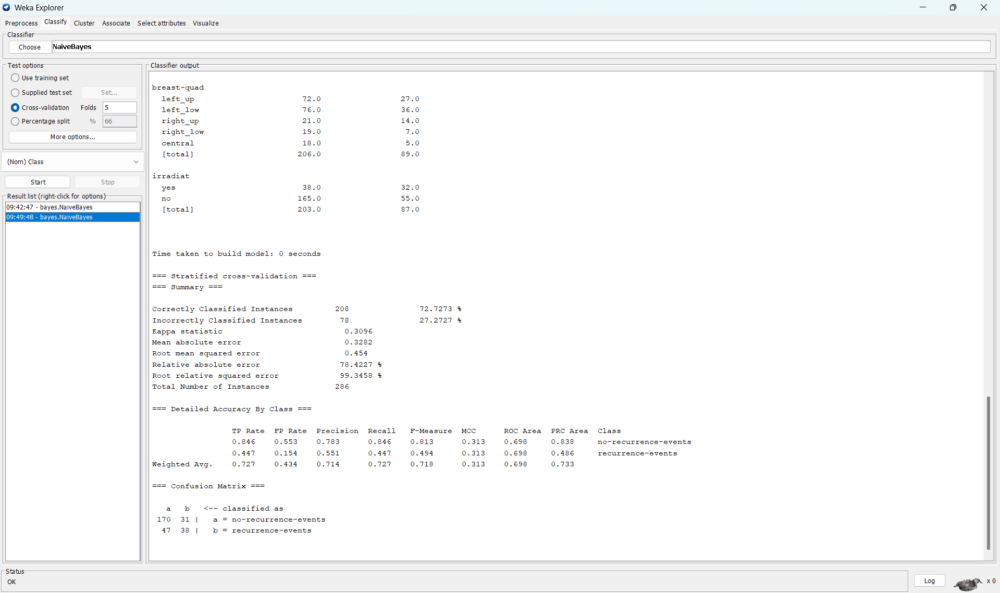 Weka Explorer
Preprocess Classify Cluster Associate Select attributes Visualize
Classifier
Choose NaiveBayes
Test options
Use training set
Supplied test set Set...
Cross-validation Folds 5
Percentage split % 66
More options...
(Nom) Class
Start Stop
Result list (right-click for options)
09:42:47 - bayes.NaiveBayes
09:49:48 - bayes.NaiveBayes
Classifier output
breast-quad
left_up 72.0 27.0
left_low 76.0 36.0
right_up 21.0 14.0
right_low 19.0 7.0
central 18.0 5.0
[total] 206.0 89.0
irradiat
yes 38.0 32.0
no 165.0 55.0
[total] 203.0 87.0
Time taken to build model: 0 seconds
=== Stratified cross-validation ===
=== Summary ===
Correctly Classified Instances 208 72.7273 %
Incorrectly Classified Instances 78 27.2727 %
Kappa statistic 0.3096
Mean absolute error 0.3282
Root mean squared error 0.454
Relative absolute error 78.4227 %
Root relative squared error 99.3458 %
Total Number of Instances 286
=== Detailed Accuracy By Class ===
TP Rate FP Rate Precision Recall F-Measure MCC ROC Area PRC Area Class
0.846 0.553 0.783 0.846 0.813 0.313 0.698 0.838 no-recurrence-events
0.447 0.154 0.551 0.447 0.494 0.313 0.698 0.486 recurrence-events
Weighted Avg. 0.727 0.434 0.714 0.727 0.718 0.313 0.698 0.733
=== Confusion Matrix ===
a b <-- classified as
170 31 | a = no-recurrence-events
47 38 | b = recurrence-events
Status
OK
Log x 0